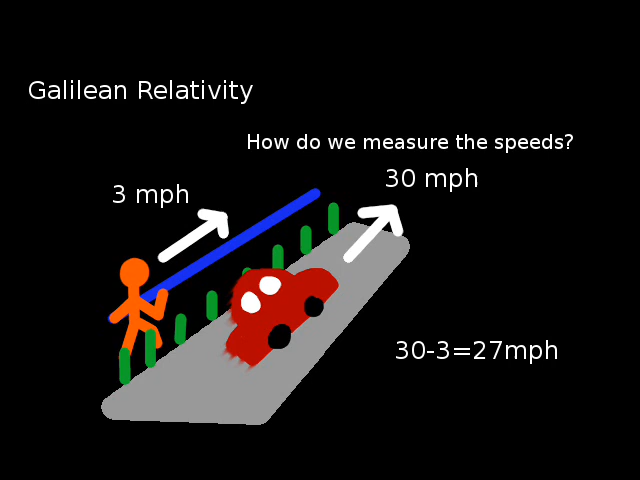 Galilean Relativity
How do we measure the speeds?
3 mph
30 mph
30-3=27mph